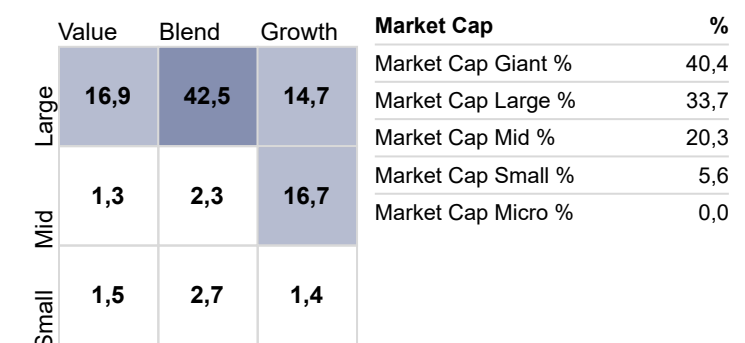 Value Blend Growth
Large 16,9 42,5 14,7
Mid 1,3 2,3 16,7
Small 1,5 2,7 1,4
Market Cap %
Market Cap Giant % 40,4
Market Cap Large % 33,7
Market Cap Mid % 20,3
Market Cap Small % 5,6
Market Cap Micro % 0,0